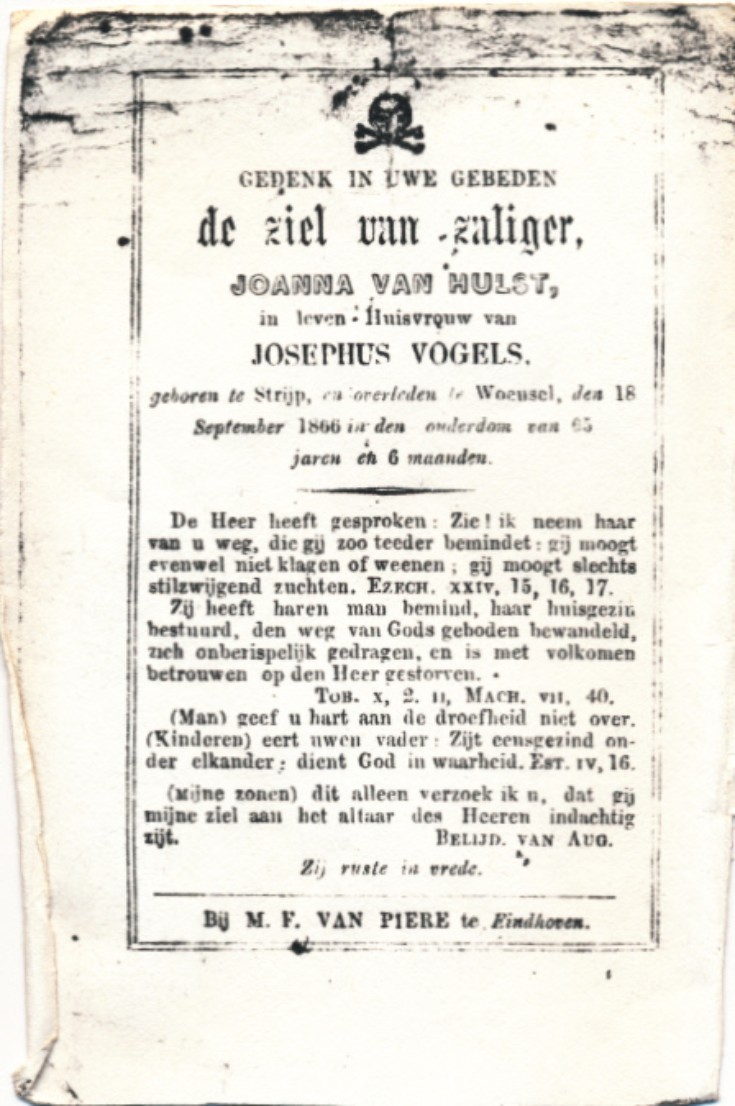 GEDENK IN UWE GEBEDEN
de ziel van zaliger,
JOANNA VAN HULST,
in leven Huisvrouw van
JOSEPHUS VOGELS.
geboren te Strijp, en overleden te Woensel, den 18
September 1866 in den ouderdom van 65
jaren en 6 maanden.
De Heer heeft gesproken: Zie! ik neem haar
van u weg, die gij zoo teeder bemindet: gij moogt
evenwel niet klagen of weenen; gij moogt slechts
stilzwijgend zuchten. EZECH. XXIV, 15, 16, 17.
Zij heeft haren man bemind, haar huisgezin
bestuurd, den weg van Gods geboden bewandeld,
zich onberispelijk gedragen, en is met volkomen
betrouwen op den Heer gestorven.
TOB. X, 2. II, MACH. VII, 40.
(Man) geef u hart aan de droefheid niet over.
(Kinderen) eert uwen vader: Zijt eensgezind on-
der elkander; dient God in waarheid. EST. IV, 16.
(Mijne zonen) dit alleen verzoek ik u, dat gij
mijne ziel aan het altaar des Heeren indachtig
zijt. BELIJD. VAN AUG.
Zij ruste in vrede.
Bij M. F. VAN PIERE te Eindhoven.